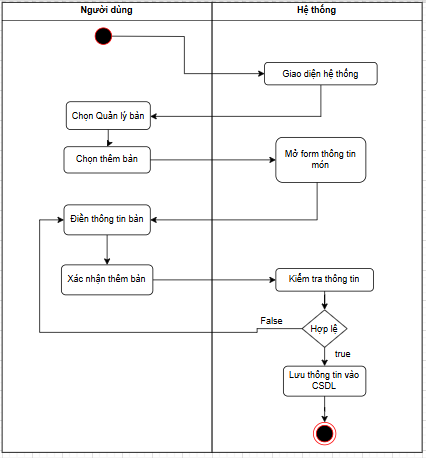 Người dùng
Hệ thống
Giao diện hệ thống
Chọn Quản lý bàn
Chọn thêm bàn
Mở form thông tin
món
Điền thông tin bàn
Xác nhận thêm bàn
Kiểm tra thông tin
False
Hợp lệ
true
Lưu thông tin vào
CSDL